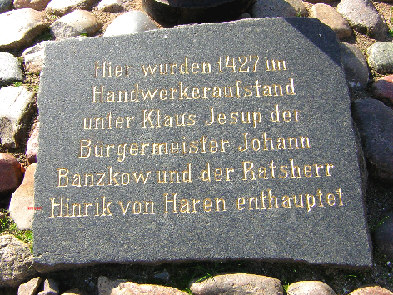 Hier wurden 1427 im
Handwerkeraufstand
unter Klaus Jesup der
Bürgermeister Johann
Banzkow und der Ratsherr
Hinrik von Haren enthauptet